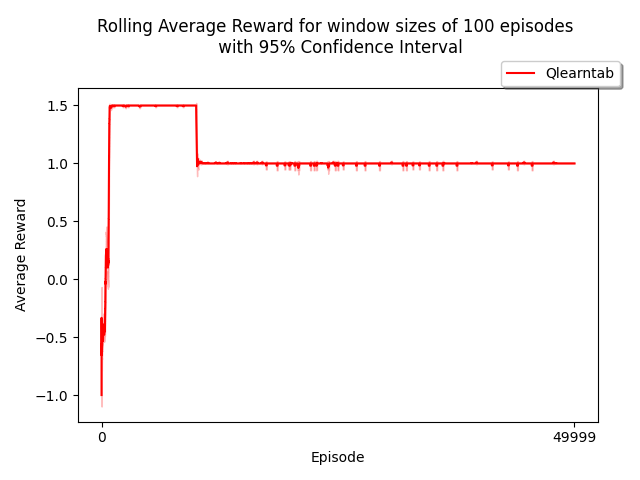 Rolling Average Reward for window sizes of 100 episodes
with 95% Confidence Interval
Qlearntab
1.5
1.0
0.5
0.0
−0.5
−1.0
Average Reward
0
49999
Episode